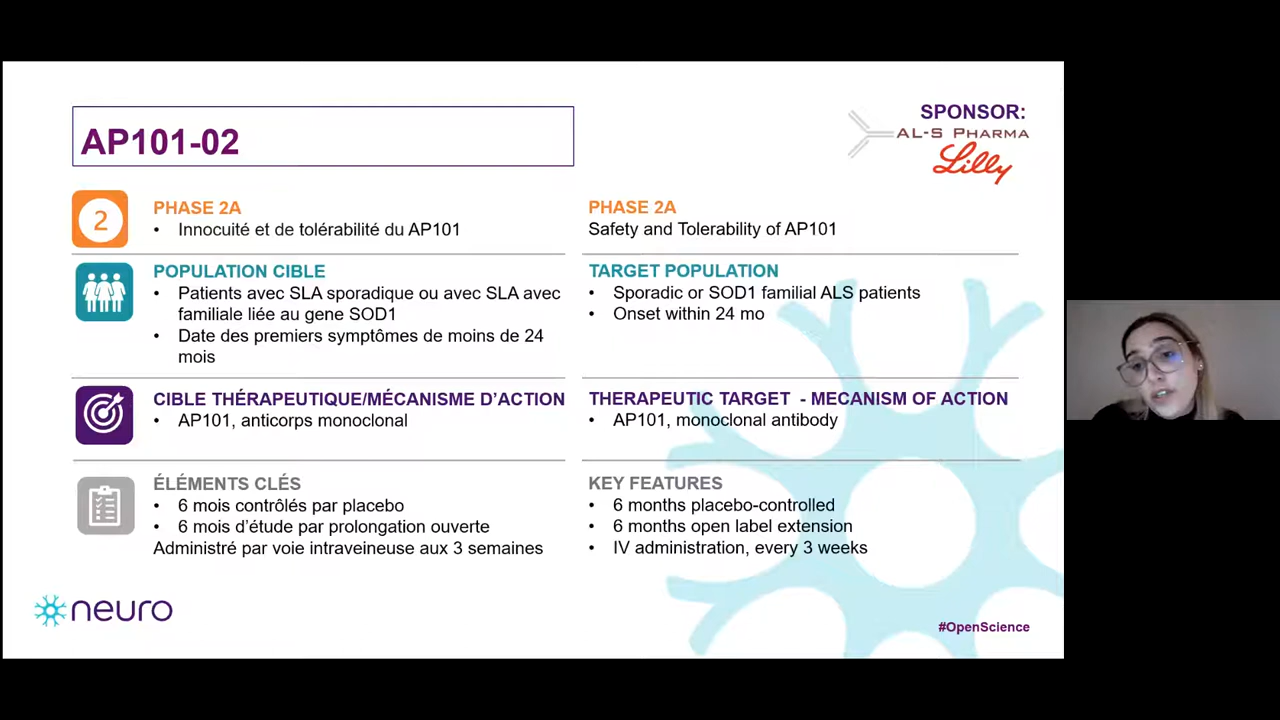 AP101-02
SPONSOR:
AL-S PHARMA
Lilly
2
PHASE 2A
• Innocuité et de tolérabilité du AP101
POPULATION CIBLE
• Patients avec SLA sporadique ou avec SLA avec
familiale liée au gene SOD1
• Date des premiers symptômes de moins de 24
mois
CIBLE THÉRAPEUTIQUE/MÉCANISME D'ACTION
• AP101, anticorps monoclonal
ÉLÉMENTS CLÉS
• 6 mois contrôlés par placebo
• 6 mois d'étude par prolongation ouverte
Administré par voie intraveineuse aux 3 semaines
PHASE 2A
Safety and Tolerability of AP101
TARGET POPULATION
• Sporadic or SOD1 familial ALS patients
• Onset within 24 mo
THERAPEUTIC TARGET - MECANISM OF ACTION
• AP101, monoclonal antibody
KEY FEATURES
• 6 months placebo-controlled
• 6 months open label extension
• IV administration, every 3 weeks
neuro
#OpenScience